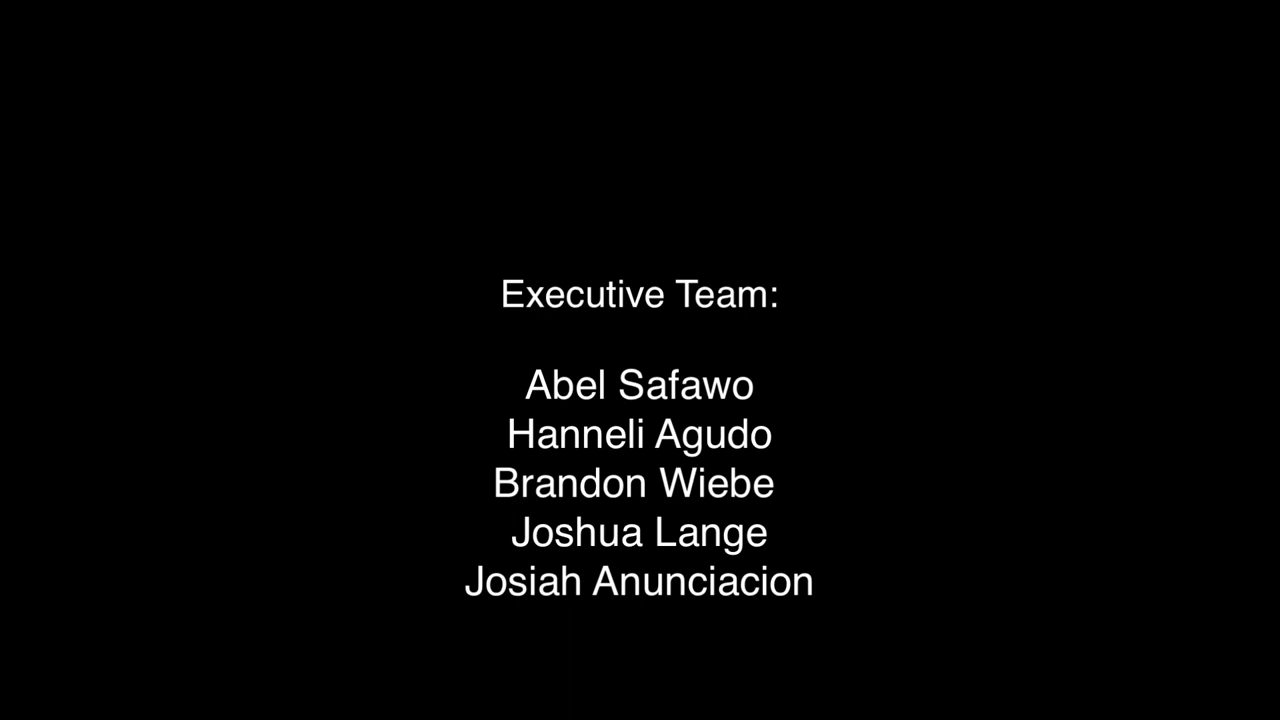 Executive Team:
Abel Safawo
Hanneli Agudo
Brandon Wiebe
Joshua Lange
Josiah Anunciacion